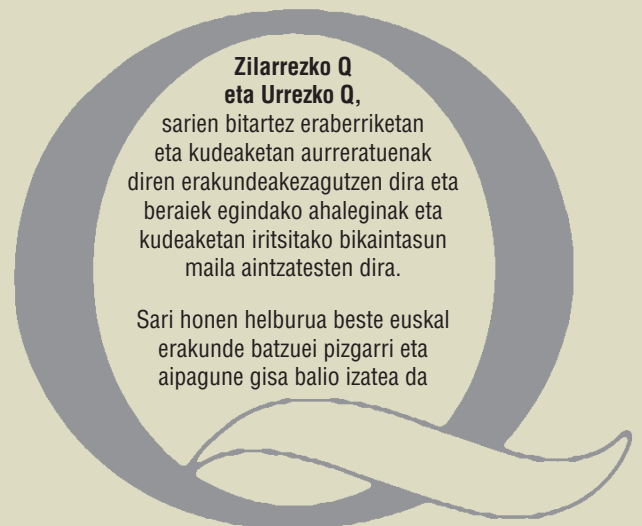 Zilarrezko Q
eta Urrezko Q,
sarien bitartez eraberriketan
eta kudeaketan aurreratuenak
diren erakundeakezagutzen dira eta
beraiek egindako ahaleginak eta
kudeaketan iritsitako bikaintasun
maila aintzatesten dira.
Sari honen helburua beste euskal
erakunde batzuei pizgarri eta
aipagune gisa balio izatea da